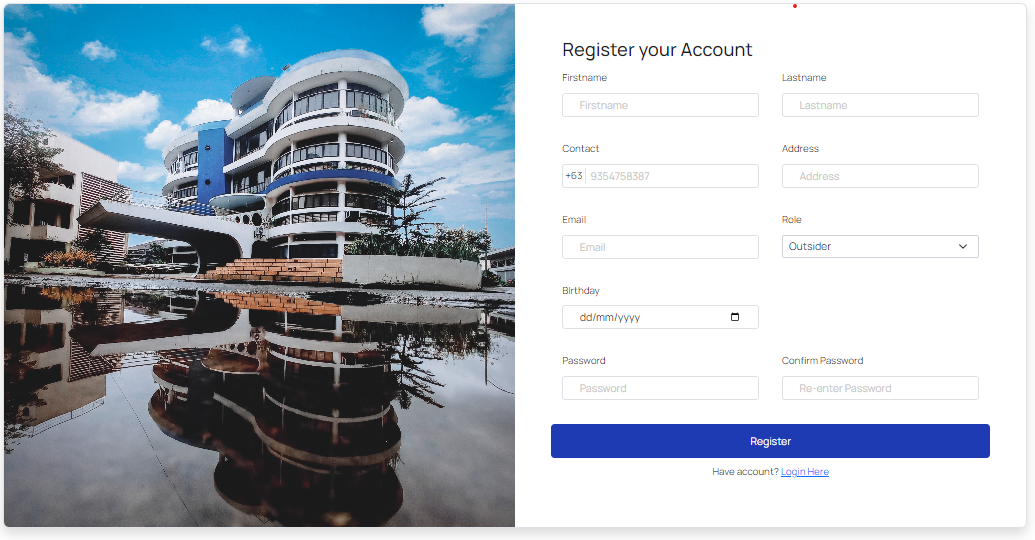 Register your Account
Firstname Lastname
Firstname Lastname
Contact Address
+63 9354758387 Address
Email Role
Email Outsider
Birthday
dd/mm/yyyy
Password Confirm Password
Password Re-enter Password
Register
Have account? Login Here